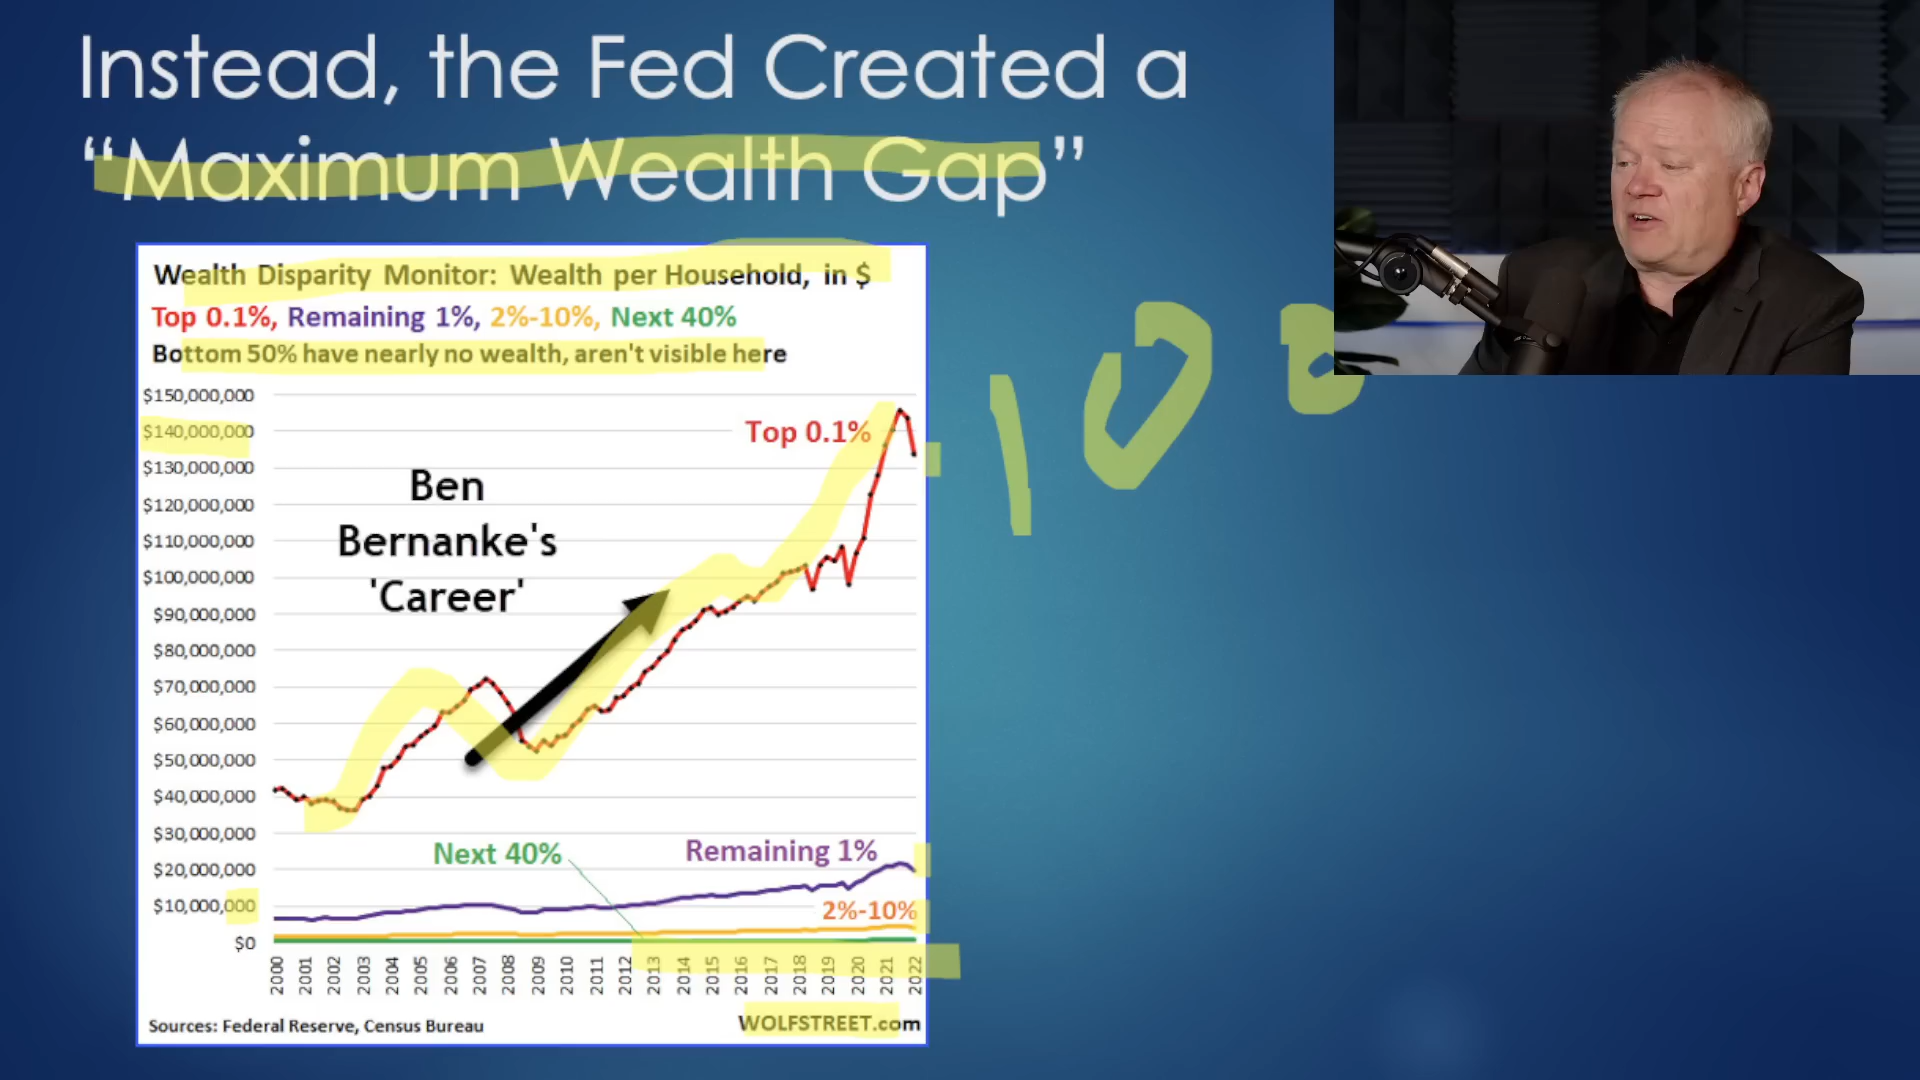 Instead, the Fed Created a
“Maximum Wealth Gap”
Wealth Disparity Monitor: Wealth per Household, in $
Top 0.1%, Remaining 1%, 2%-10%, Next 40%
Bottom 50% have nearly no wealth, aren't visible here
$150,000,000
$140,000,000
$130,000,000
$120,000,000
$110,000,000
$100,000,000
$90,000,000
$80,000,000
$70,000,000
$60,000,000
$50,000,000
$40,000,000
$30,000,000
$20,000,000
$10,000,000
$0
Top 0.1%
Ben
Bernanke's
'Career'
Next 40%
Remaining 1%
2%-10%
2000 2001 2002 2003 2004 2005 2006 2007 2008 2009 2010 2011 2012 2013 2014 2015 2016 2017 2018 2019 2020 2021 2022
Sources: Federal Reserve, Census Bureau
WOLFSTREET.com
100